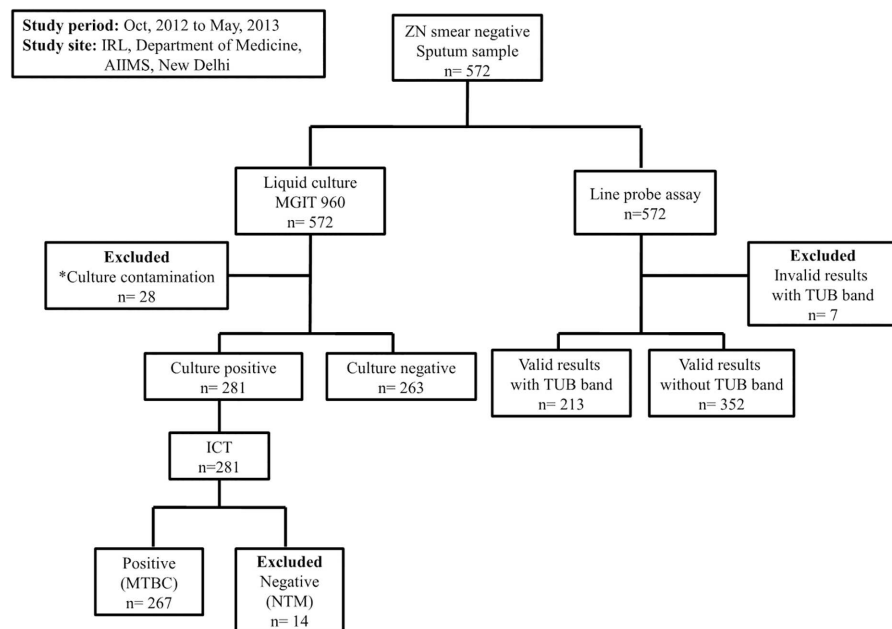 Study period: Oct, 2012 to May, 2013
Study site: IRL, Department of Medicine,
AIIMS, New Delhi
ZN smear negative
Sputum sample
n= 572
Liquid culture
MGIT 960
n= 572
Line probe assay
n=572
Excluded
*Culture contamination
n= 28
Excluded
Invalid results
with TUB band
n= 7
Culture positive
n= 281
Culture negative
n= 263
Valid results
with TUB band
n= 213
Valid results
without TUB band
n= 352
ICT
n=281
Positive
(MTBC)
n= 267
Excluded
Negative
(NTM)
n= 14